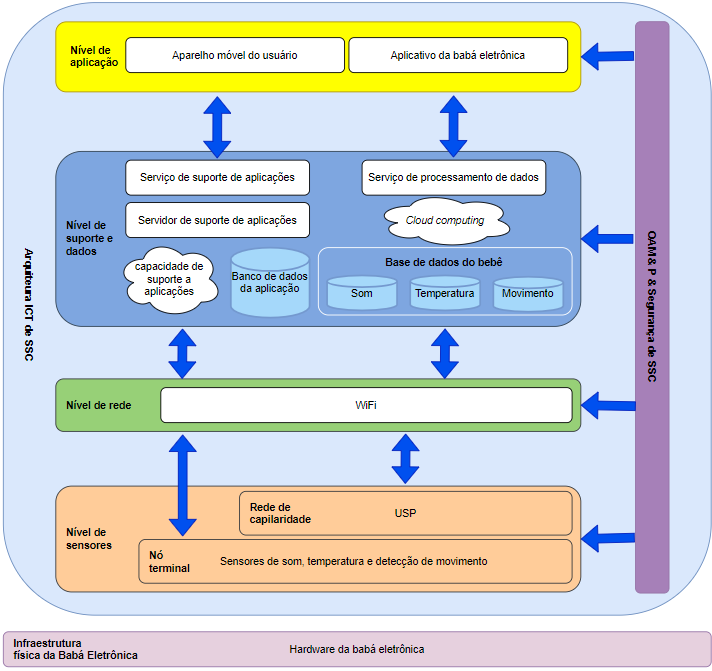 Nível de
aplicação
Aparelho móvel do usuário
Aplicativo da babá eletrônica
Serviço de suporte de aplicações
Serviço de processamento de dados
Servidor de suporte de aplicações
Cloud computing
Nível de
suporte e
dados
capacidade de
suporte a
aplicações
Banco de dados
da aplicação
Base de dados do bebê
Som
Temperatura
Movimento
Nível de rede
WiFi
Nível de
sensores
Rede de
capilaridade
USP
Nó
terminal
Sensores de som, temperatura e detecção de movimento
Arquiteura ICT de SSC
OAM& P & Segurança de SSC
Infraestrutura
física da Babá Eletrônica
Hardware da babá eletrônica